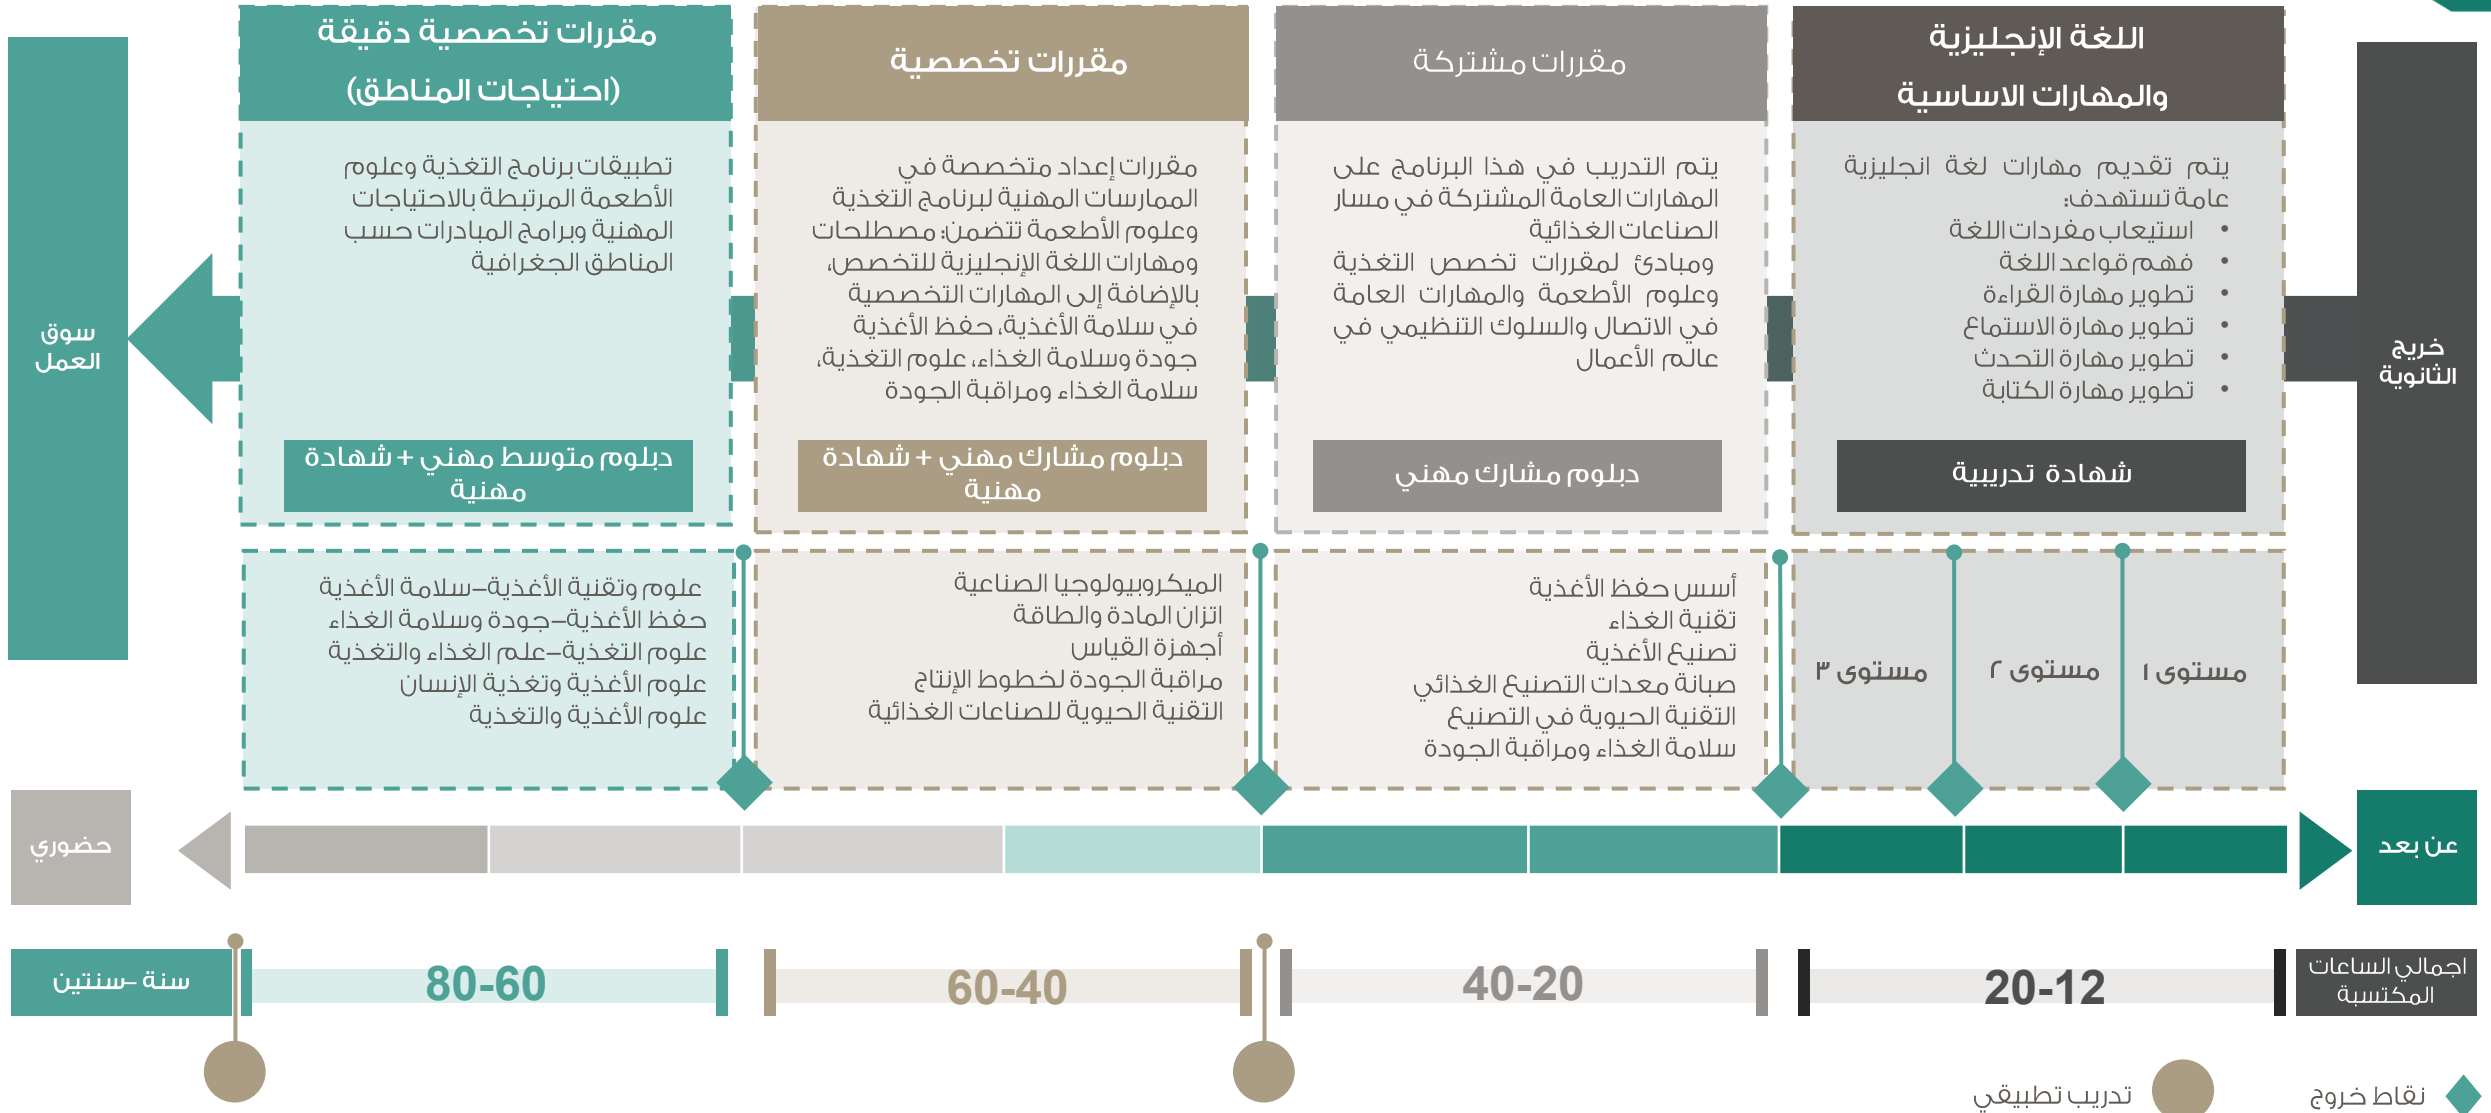 خريج
الثانوية
اللغة الإنجليزية
والمهارات الاساسية
يتم تقديم مهارات لغة انجليزية
عامة تستهدف:
• استيعاب مفردات اللغة
• فهم قواعد اللغة
• تطوير مهارة القراءة
• تطوير مهارة الاستماع
• تطوير مهارة التحدث
• تطوير مهارة الكتابة
شهادة تدريبية
مقررات مشتركة
يتم التدريب في هذا البرنامج على
المهارات العامة المشتركة في مسار
الصناعات الغذائية
ومبادئ لمقررات تخصص التغذية
وعلوم الأطعمة والمهارات العامة
في الاتصال والسلوك التنظيمي في
عالم الأعمال
دبلوم مشارك مهني
مقررات تخصصية
مقررات إعداد متخصصة في
الممارسات المهنية لبرنامج التغذية
وعلوم الأطعمة تتضمن: مصطلحات
ومهارات اللغة الإنجليزية للتخصص،
بالإضافة إلى المهارات التخصصية
في سلامة الأغذية، حفظ الأغذية
جودة وسلامة الغذاء، علوم التغذية،
سلامة الغذاء ومراقبة الجودة
دبلوم مشارك مهني + شهادة
مهنية
مقررات تخصصية دقيقة
(احتياجات المناطق)
تطبيقات برنامج التغذية وعلوم
الأطعمة المرتبطة بالاحتياجات
المهنية وبرامج المبادرات حسب
المناطق الجغرافية
دبلوم متوسط مهني + شهادة
مهنية
سوق
العمل
مستوى ١
مستوى ٢
مستوى ٣
أسس حفظ الأغذية
تقنية الغذاء
تصنيع الأغذية
صيانة معدات التصنيع الغذائي
التقنية الحيوية في التصنيع
سلامة الغذاء ومراقبة الجودة
الميكروبيولوجيا الصناعية
اتزان المادة والطاقة
أجهزة القياس
مراقبة الجودة لخطوط الإنتاج
التقنية الحيوية للصناعات الغذائية
علوم وتقنية الأغذية–سلامة الأغذية
حفظ الأغذية–جودة وسلامة الغذاء
علوم التغذية–علم الغذاء والتغذية
علوم الأغذية وتغذية الإنسان
علوم الأغذية والتغذية
عن بعد
حضوري
اجمالي الساعات
المكتسبة
20-12
40-20
60-40
80-60
سنة –سنتين
نقاط خروج
تدريب تطبيقي